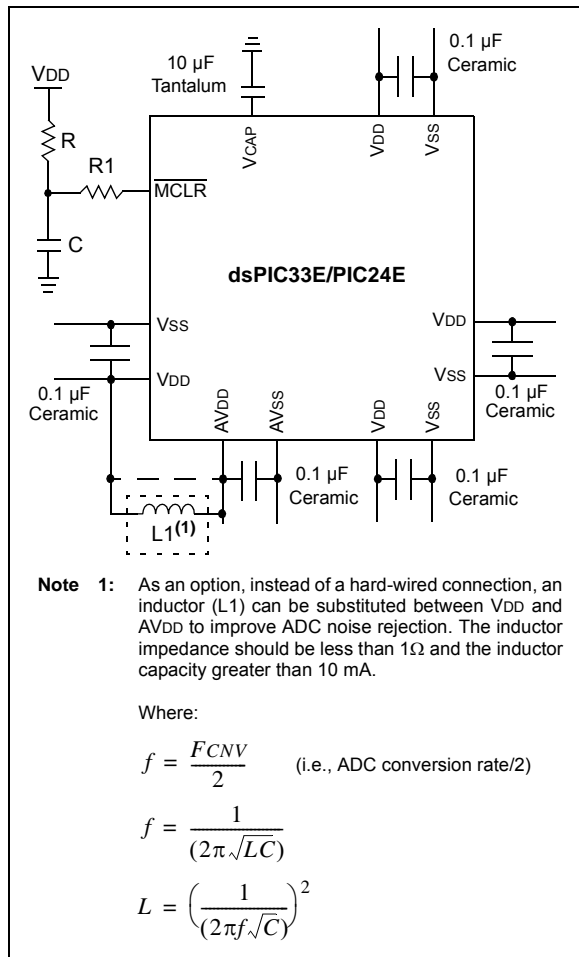 0.1 µF
Ceramic
10 µF
Tantalum
VDD
R
R1
C
MCLR
VCAP
VDD
VSS
dsPIC33E/PIC24E
VSS
VDD
VDD
VSS
0.1 µF
Ceramic
0.1 µF
Ceramic
AVDD
AVSS
VDD
VSS
0.1 µF
Ceramic
0.1 µF
Ceramic
L1(1)
Note 1: As an option, instead of a hard-wired connection, an
inductor (L1) can be substituted between VDD and
AVDD to improve ADC noise rejection. The inductor
impedance should be less than 1Ω and the inductor
capacity greater than 10 mA.
Where:
f = FCNV / 2 (i.e., ADC conversion rate/2)
f = 1 / (2π√LC)
L = (1 / (2πf√C))²